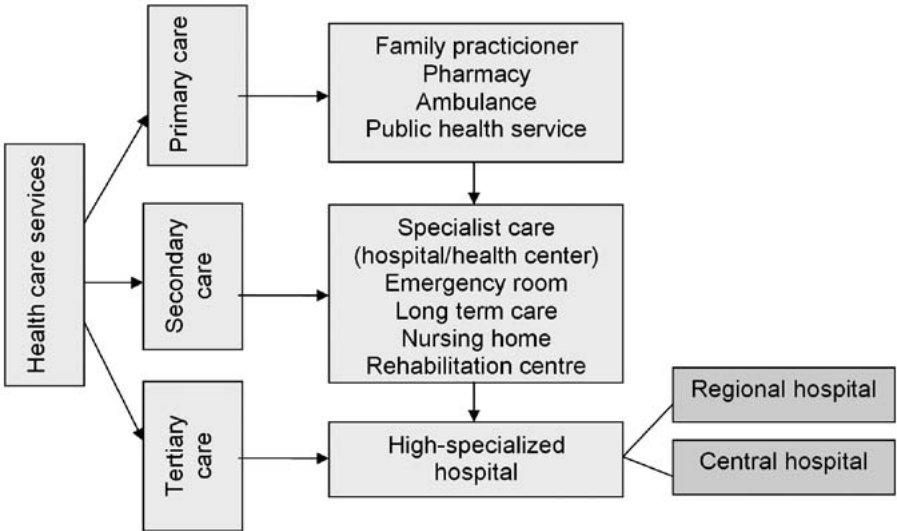 Health care services
Primary care
Family practicioner
Pharmacy
Ambulance
Public health service
Secondary
care
Specialist care
(hospital/health center)
Emergency room
Long term care
Nursing home
Rehabilitation centre
Tertiary
care
High-specialized
hospital
Regional hospital
Central hospital